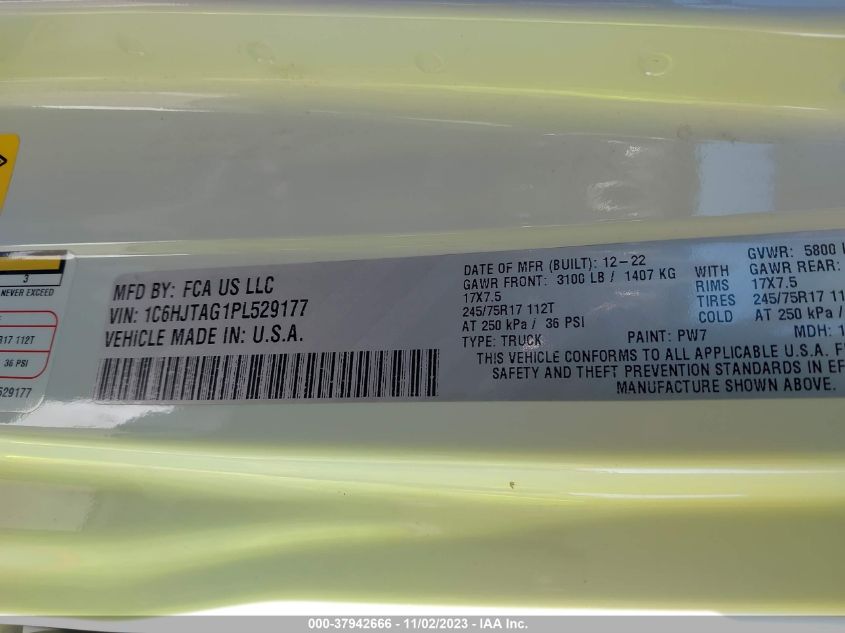 3
NEVER EXCEED
R17 112T
36 PSI
529177
MFD BY: FCA US LLC
VIN: 1C6HJTAG1PL529177
VEHICLE MADE IN: U.S.A.
DATE OF MFR (BUILT): 12-22
GAWR FRONT: 3100 LB / 1407 KG
17X7.5
245/75R17 112T
AT 250 kPa / 36 PSI
TYPE: TRUCK
WITH
RIMS
TIRES
COLD
GVWR: 5800
GAWR REAR:
17X7.5
245/75R17 11
AT 250 kPa /
PAINT: PW7
MDH: 1
THIS VEHICLE CONFORMS TO ALL APPLICABLE U.S.A. F
SAFETY AND THEFT PREVENTION STANDARDS IN EF
MANUFACTURE SHOWN ABOVE.
000-37942666 - 11/02/2023 - IAA Inc.